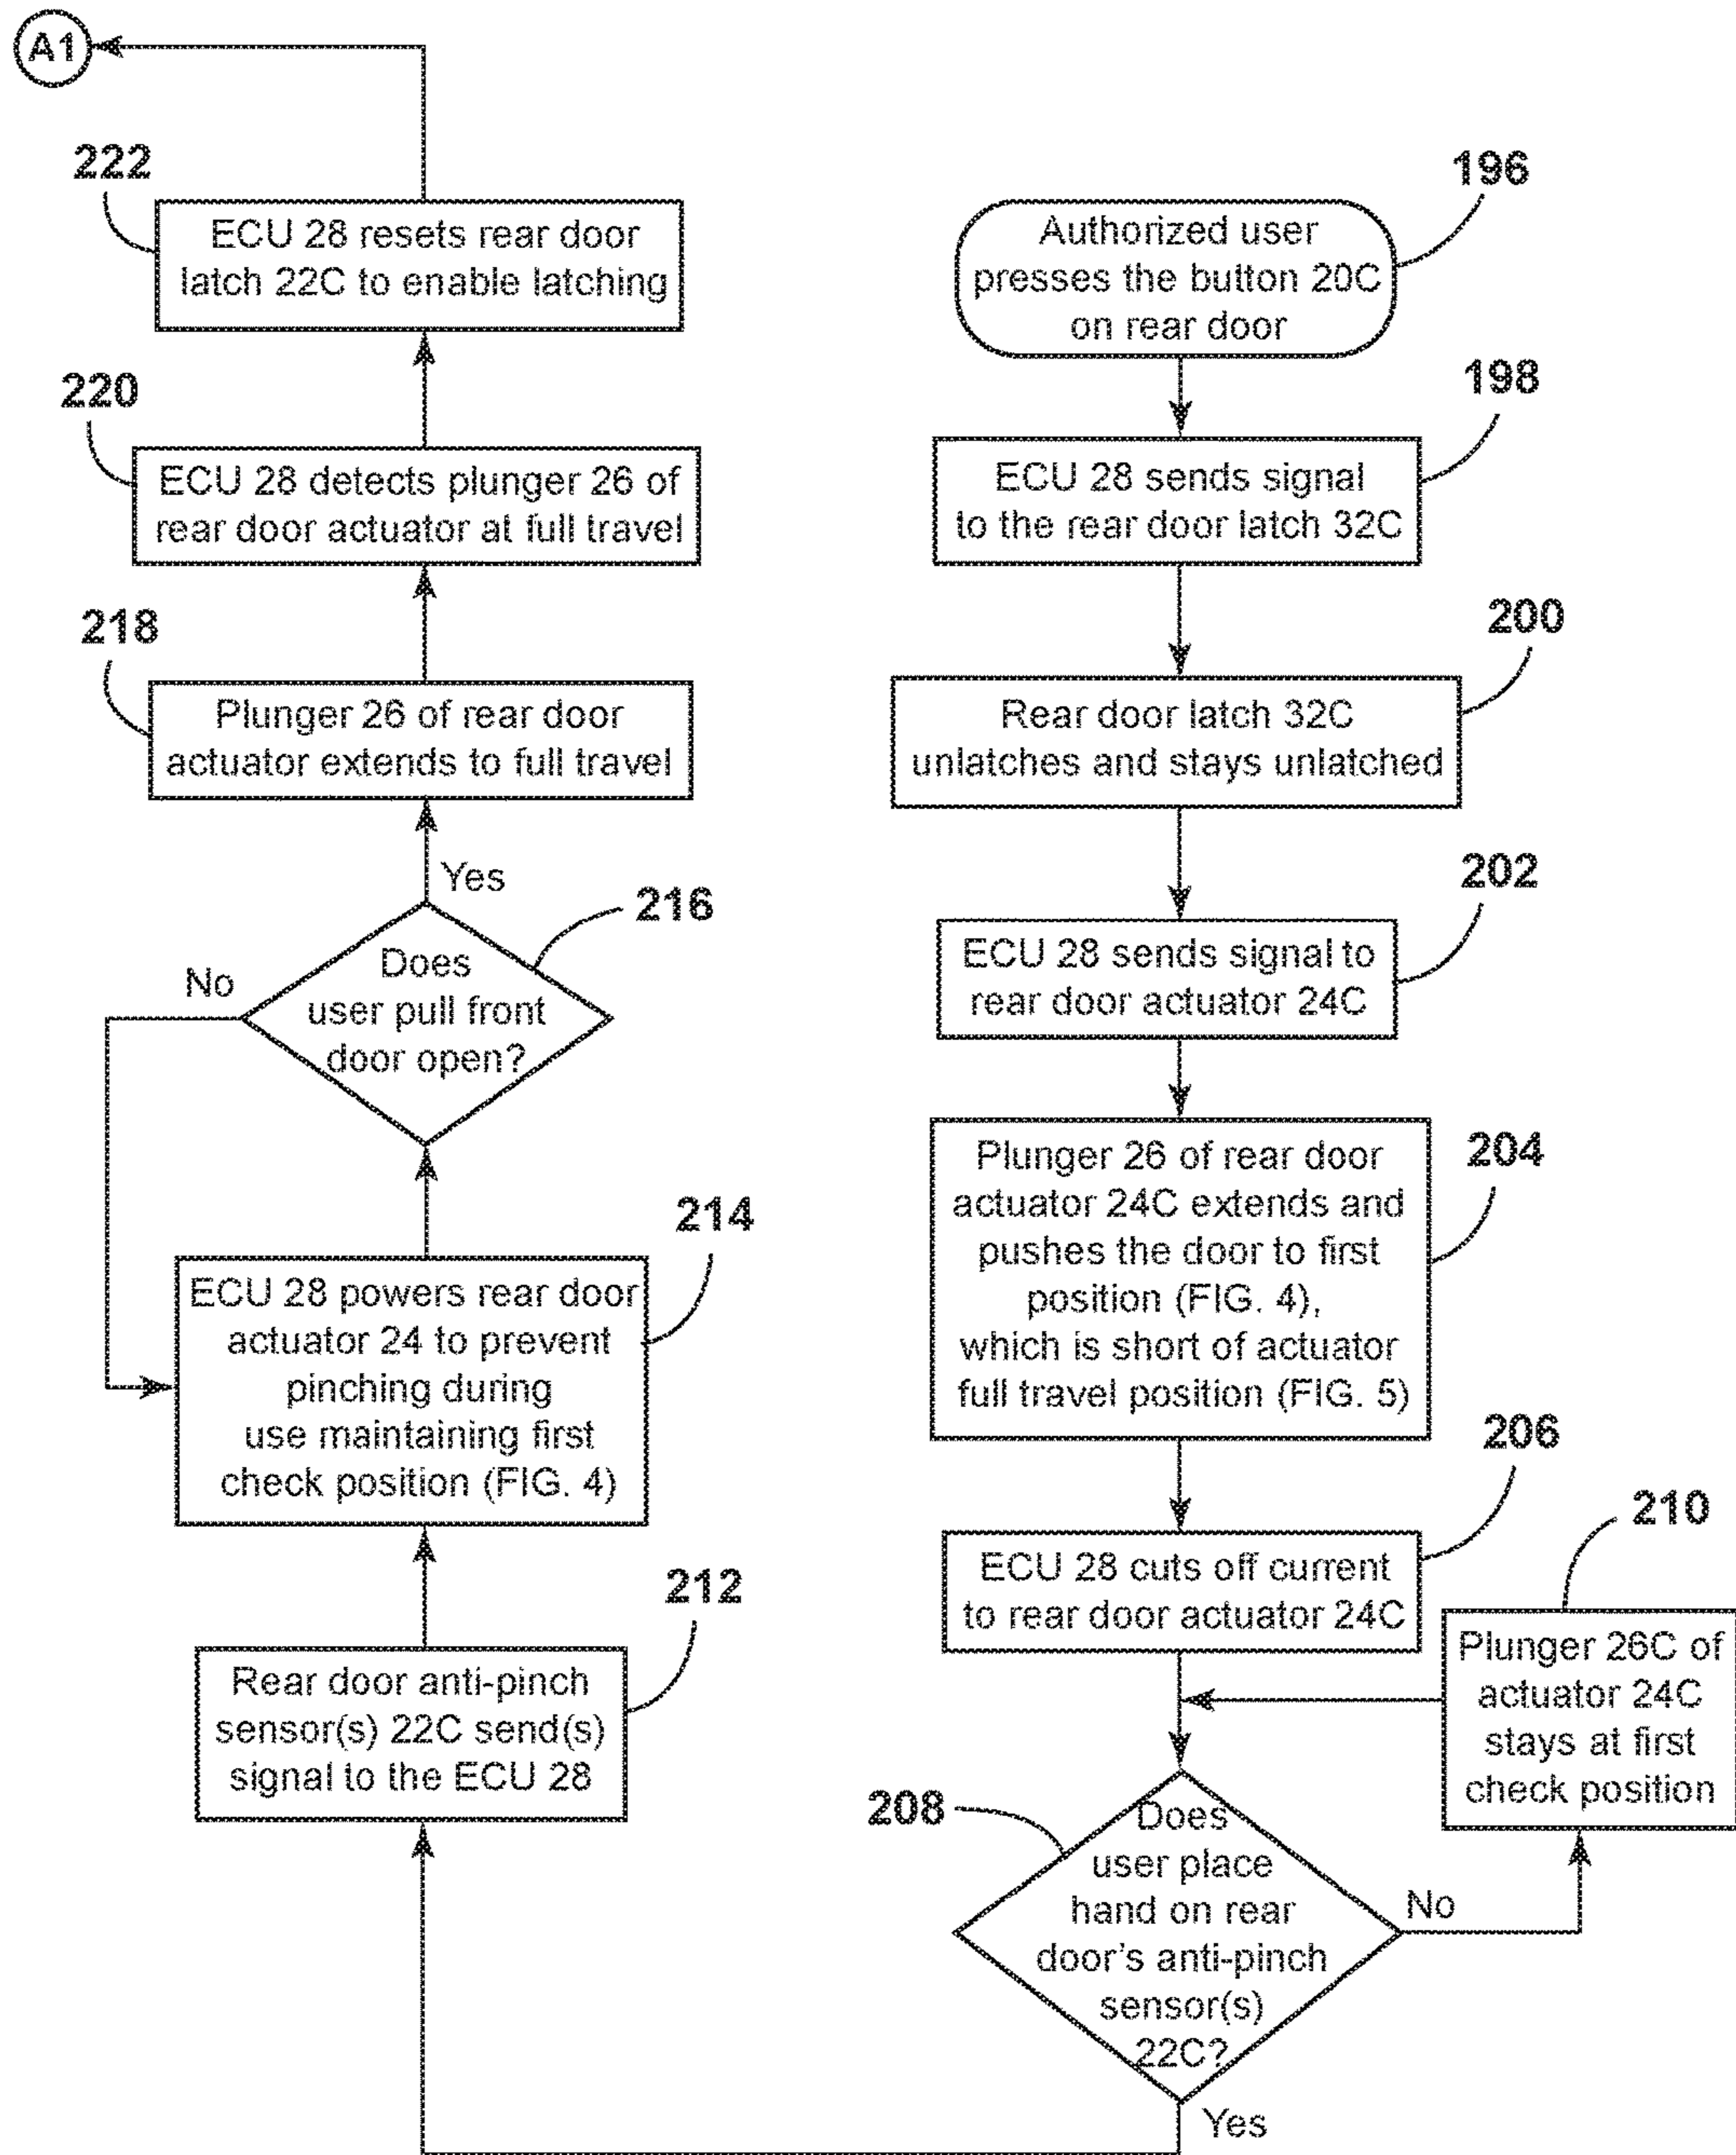 A1
222
ECU 28 resets rear door
latch 22C to enable latching
220
ECU 28 detects plunger 26 of
rear door actuator at full travel
218
Plunger 26 of rear door
actuator extends to full travel
Yes
216
No
Does
user pull front
door open?
214
ECU 28 powers rear door
actuator 24 to prevent
pinching during
use maintaining first
check position (FIG. 4)
212
Rear door anti-pinch
sensor(s) 22C send(s)
signal to the ECU 28
196
Authorized user
presses the button 20C
on rear door
198
ECU 28 sends signal
to the rear door latch 32C
200
Rear door latch 32C
unlatches and stays unlatched
202
ECU 28 sends signal to
rear door actuator 24C
204
Plunger 26 of rear door
actuator 24C extends and
pushes the door to first
position (FIG. 4),
which is short of actuator
full travel position (FIG. 5)
206
ECU 28 cuts off current
to rear door actuator 24C
210
Plunger 26C of
actuator 24C
stays at first
check position
208
Does
user place
hand on rear
door's anti-pinch
sensor(s)
22C?
No
Yes